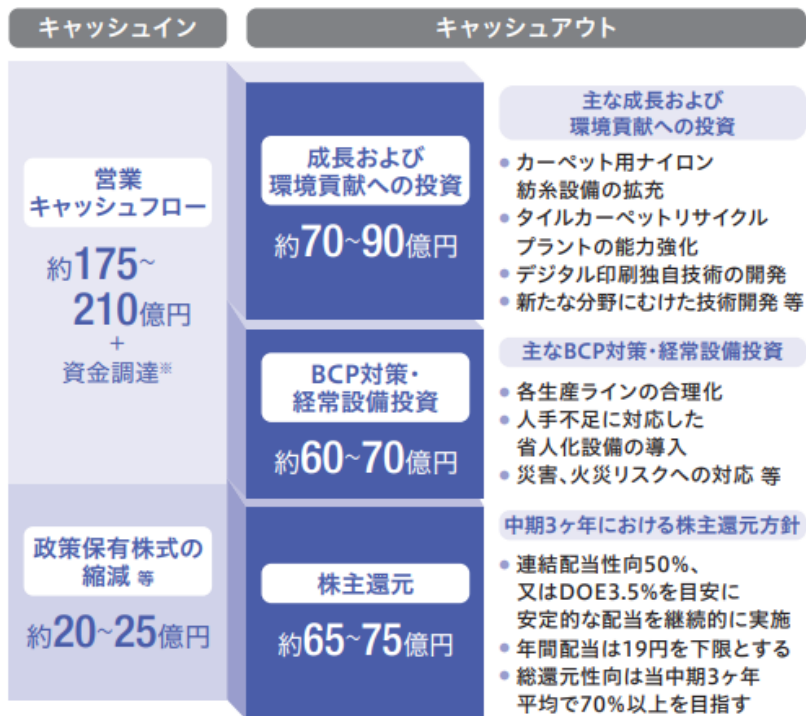 キャッシュイン
キャッシュアウト
営業
キャッシュフロー
約175~
210億円
+
資金調達※
政策保有株式の
縮減 等
約20~25億円
成長および
環境貢献への投資
約70~90億円
BCP対策・
経常設備投資
約60~70億円
株主還元
約65~75億円
主な成長および
環境貢献への投資
● カーペット用ナイロン
紡糸設備の拡充
● タイルカーペットリサイクル
プラントの能力強化
● デジタル印刷独自技術の開発
● 新たな分野にむけた技術開発 等
主なBCP対策・経常設備投資
● 各生産ラインの合理化
● 人手不足に対応した
省人化設備の導入
● 災害、火災リスクへの対応 等
中期3ヶ年における株主還元方針
● 連結配当性向50%、
又はDOE3.5%を目安に
安定的な配当を継続的に実施
● 年間配当は19円を下限とする
● 総還元性向は当中期3ヶ年
平均で70%以上を目指す